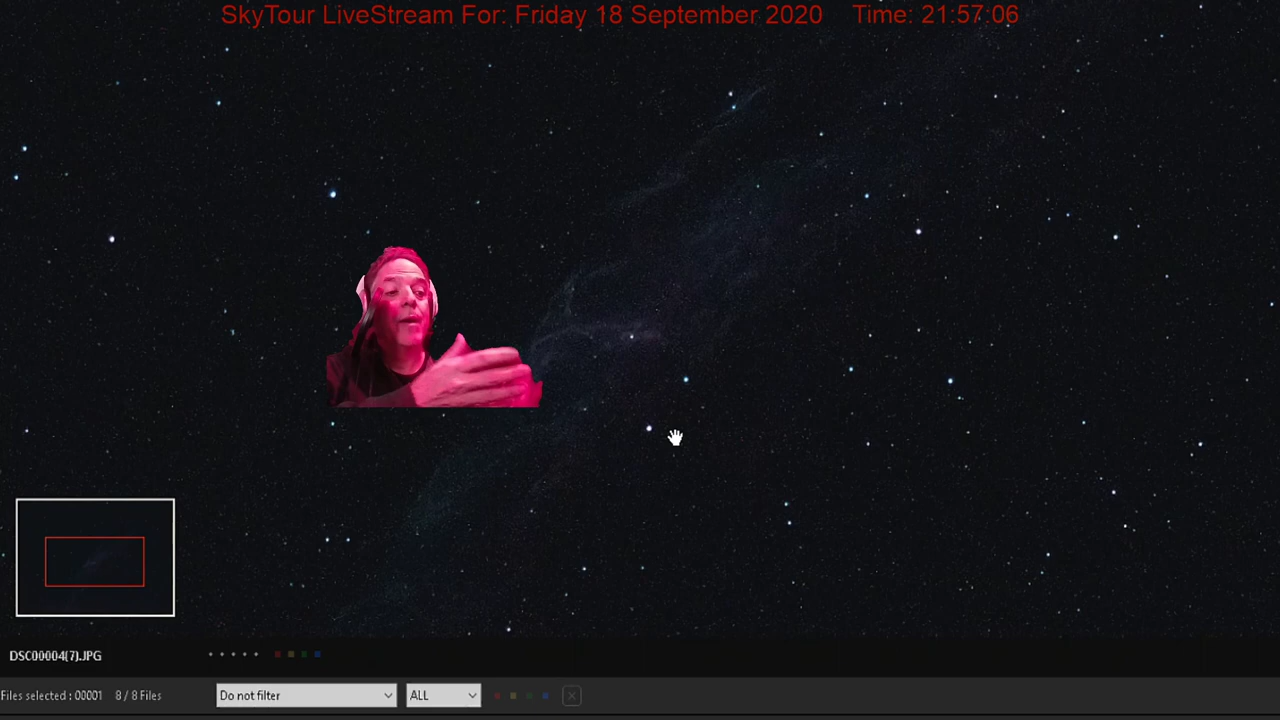 SkyTour LiveStream For: Friday 18 September 2020 Time: 21:57:06
DSC00004(7).JPG
Files selected : 00001 8 / 8 Files Do not filter ALL